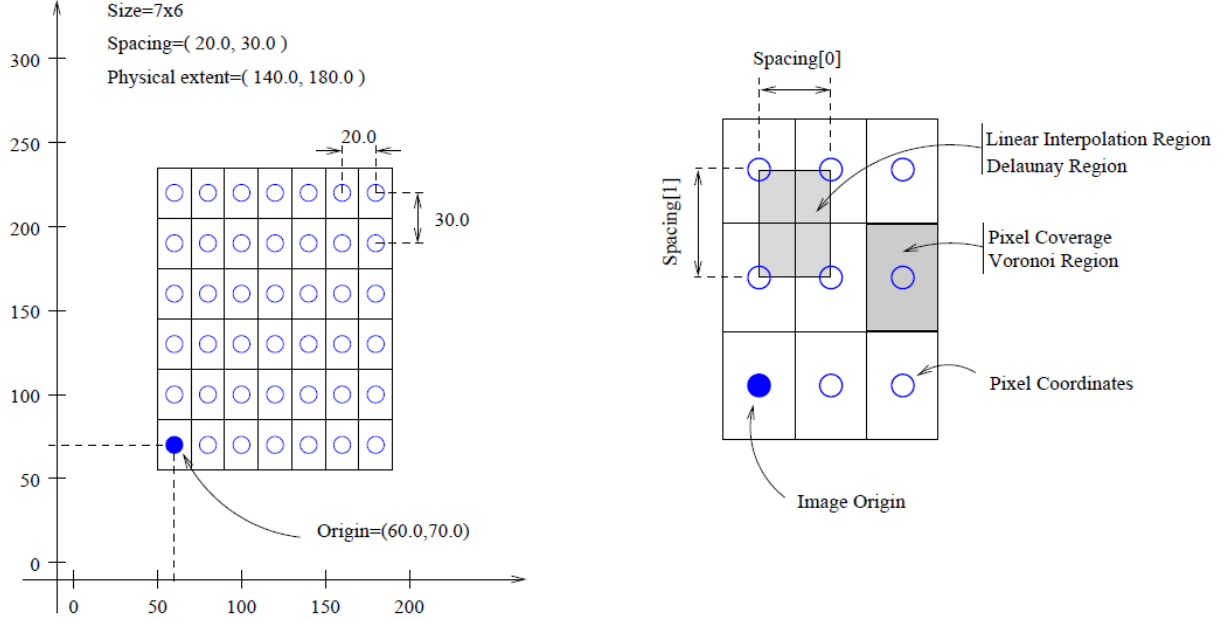 Size=7x6
Spacing=( 20.0, 30.0 )
Physical extent=( 140.0, 180.0 )
300
250
200
150
100
50
0
0
50
100
150
200
20.0
30.0
Origin=(60.0,70.0)
Spacing[0]
Spacing[1]
Linear Interpolation Region
Delaunay Region
Pixel Coverage
Voronoi Region
Pixel Coordinates
Image Origin